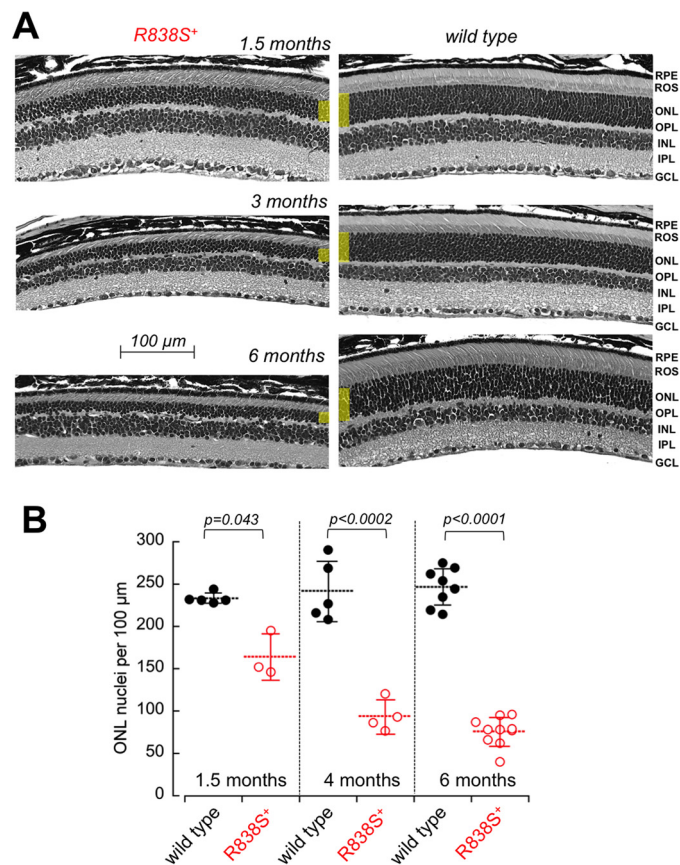 A
R838S+
wild type
1.5 months
RPE
ROS
ONL
OPL
INL
IPL
GCL
3 months
RPE
ROS
ONL
OPL
INL
IPL
GCL
100 µm
6 months
RPE
ROS
ONL
OPL
INL
IPL
GCL
B
p=0.043
p<0.0002
p<0.0001
ONL nuclei per 100 µm
300
250
200
150
100
50
0
1.5 months
4 months
6 months
wild type
R838S+
wild type
R838S+
wild type
R838S+